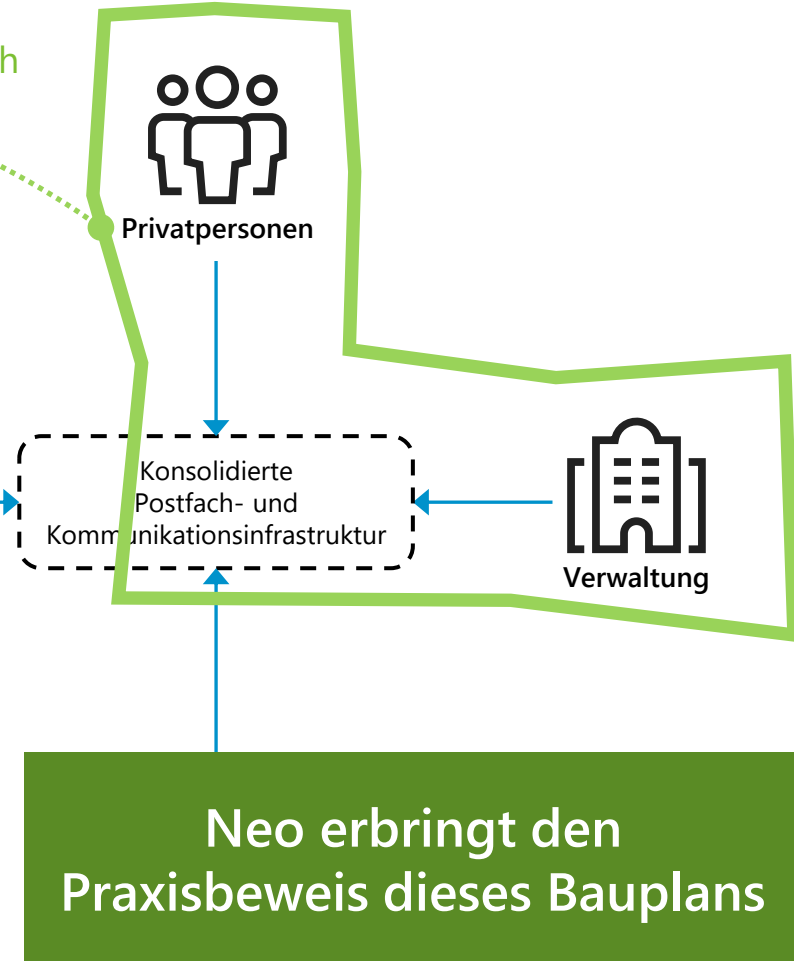 h
Privatpersonen
Konsolidierte
Postfach- und
Kommunikationsinfrastruktur
Verwaltung
Neo erbringt den
Praxisbeweis dieses Bauplans